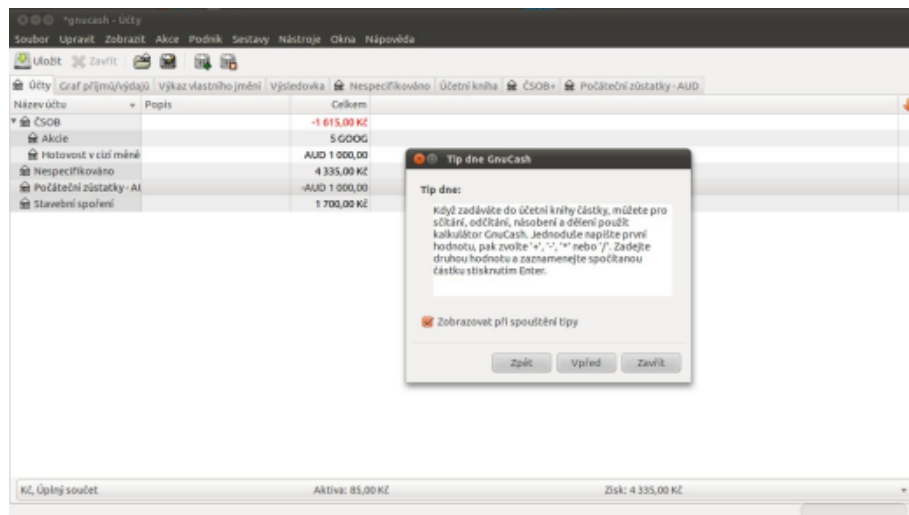 *gnucash - Účty
Soubor Upravit Zobrazit Akce Podnik Sestavy Nástroje Okna Nápověda
Uložit Zavřít
Účty Graf příjmů/výdajů Výkaz vlastního jmění Výsledovka Nespecifikováno Účetní kniha ČSOB+ Počáteční zůstatky - AUD
Název účtu Popis Celkem
ČSOB -1 615,00 Kč
Akcie 5 GOOG
Hotovost v cizí měně AUD 1 000,00
Nespecifikováno 4 335,00 Kč
Počáteční zůstatky - AU -AUD 1 000,00
Stavební spoření 1 700,00 Kč
Tip dne GnuCash
Tip dne:
Když zadáváte do účetní knihy částky, můžete pro
sčítání, odčítání, násobení a dělení použít
kalkulátor GnuCash. Jednoduše napište první
hodnotu, pak zvolte '+', '-', '*' nebo '/'. Zadejte
druhou hodnotu a zaznamenejte spočítanou
částku stisknutím Enter.
Zobrazovat při spouštění tipy
Zpět Vpřed Zavřít
Kč, Úplný součet Aktiva: 85,00 Kč Zisk: 4 335,00 Kč